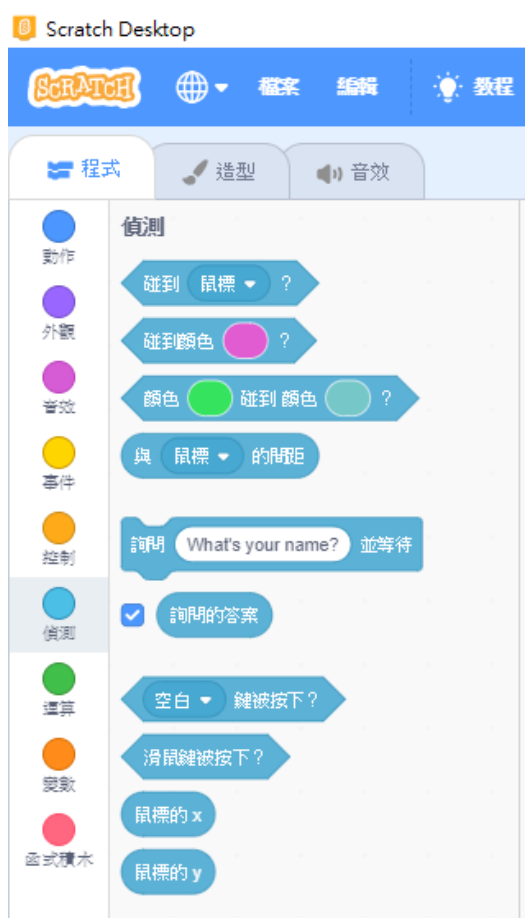 Scratch Desktop
SCRATCH 檔案 編輯 教程
程式 造型 音效
動作
外觀
音效
事件
控制
偵測
運算
變數
函式積木
偵測
碰到 鼠標 ?
碰到顏色 ?
顏色 碰到 顏色 ?
與 鼠標 的間距
詢問 What's your name? 並等待
詢問的答案
空白 鍵被按下?
滑鼠鍵被按下?
鼠標的 x
鼠標的 y